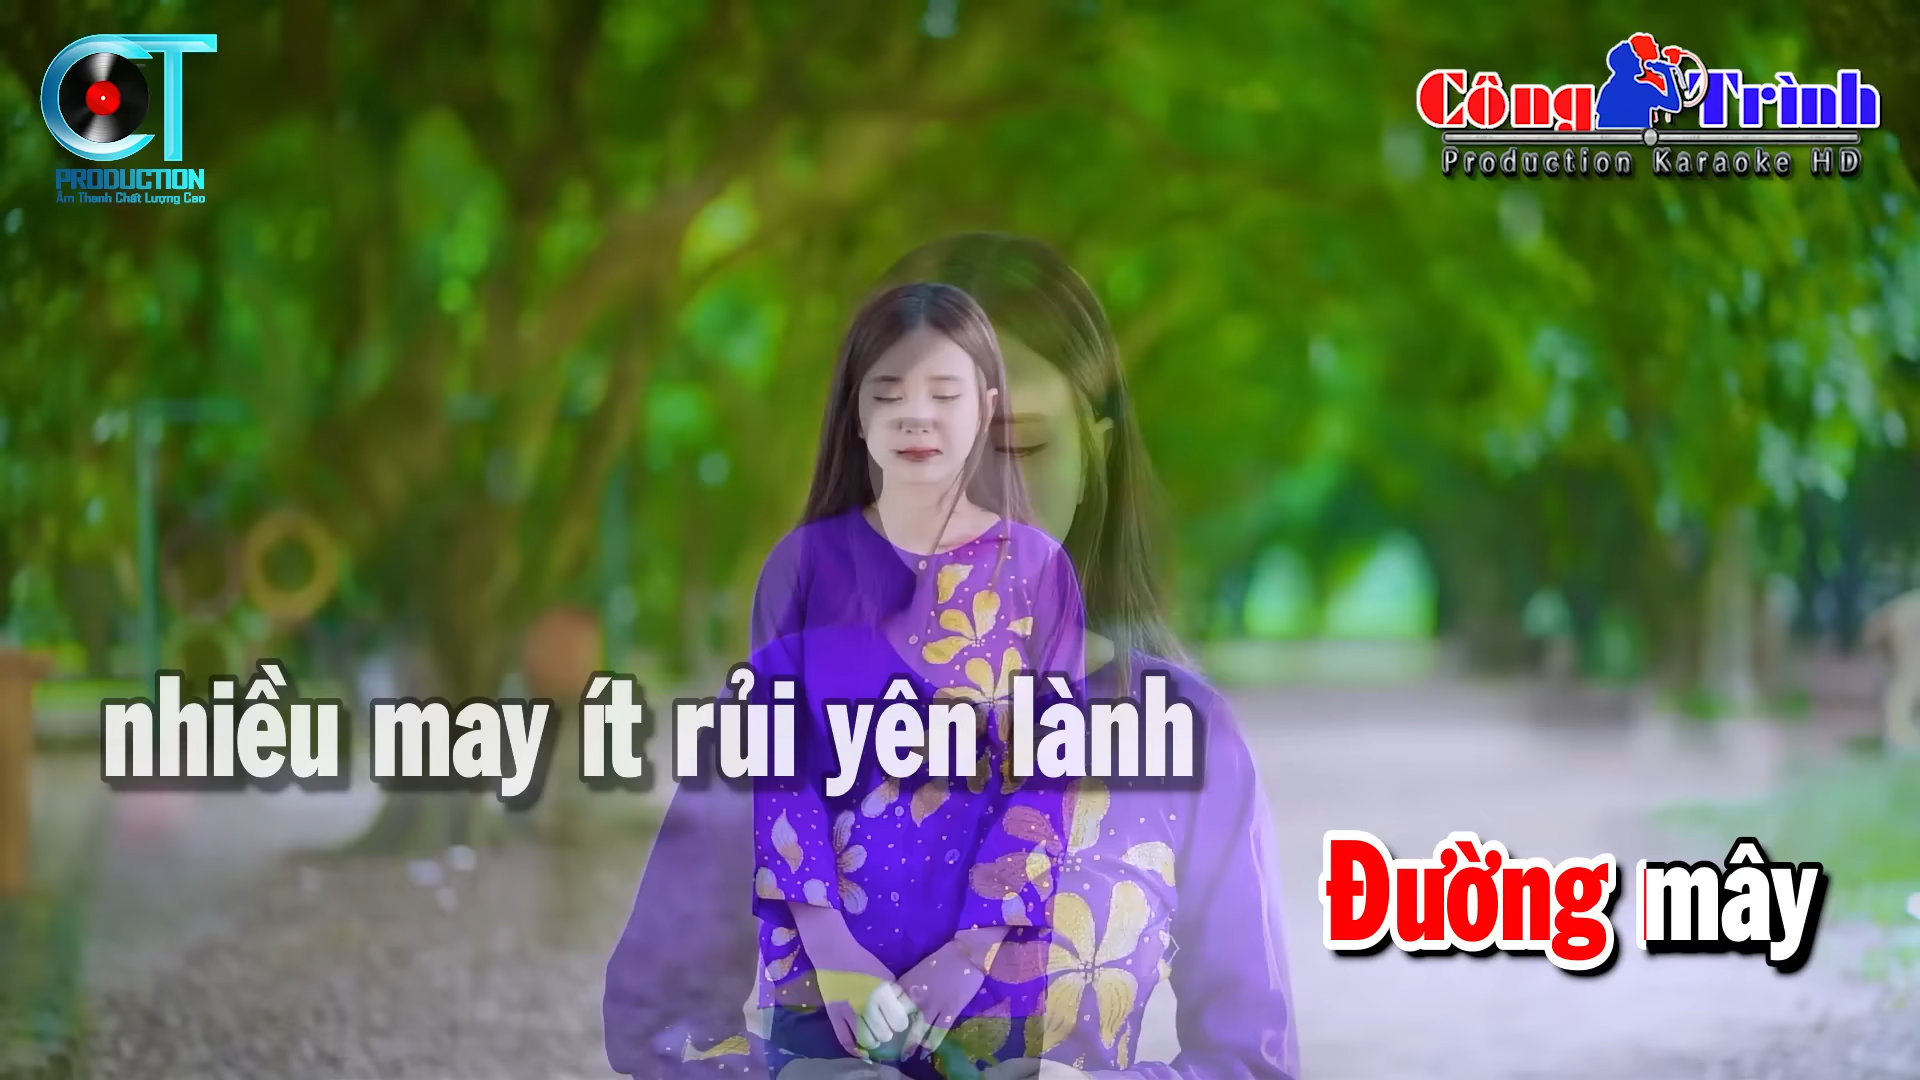 CT
PRODUCTION
Âm Thanh Chất Lượng Cao
Công Trình
Production Karaoke HD
nhiều may ít rủi yên lành
Đường mây